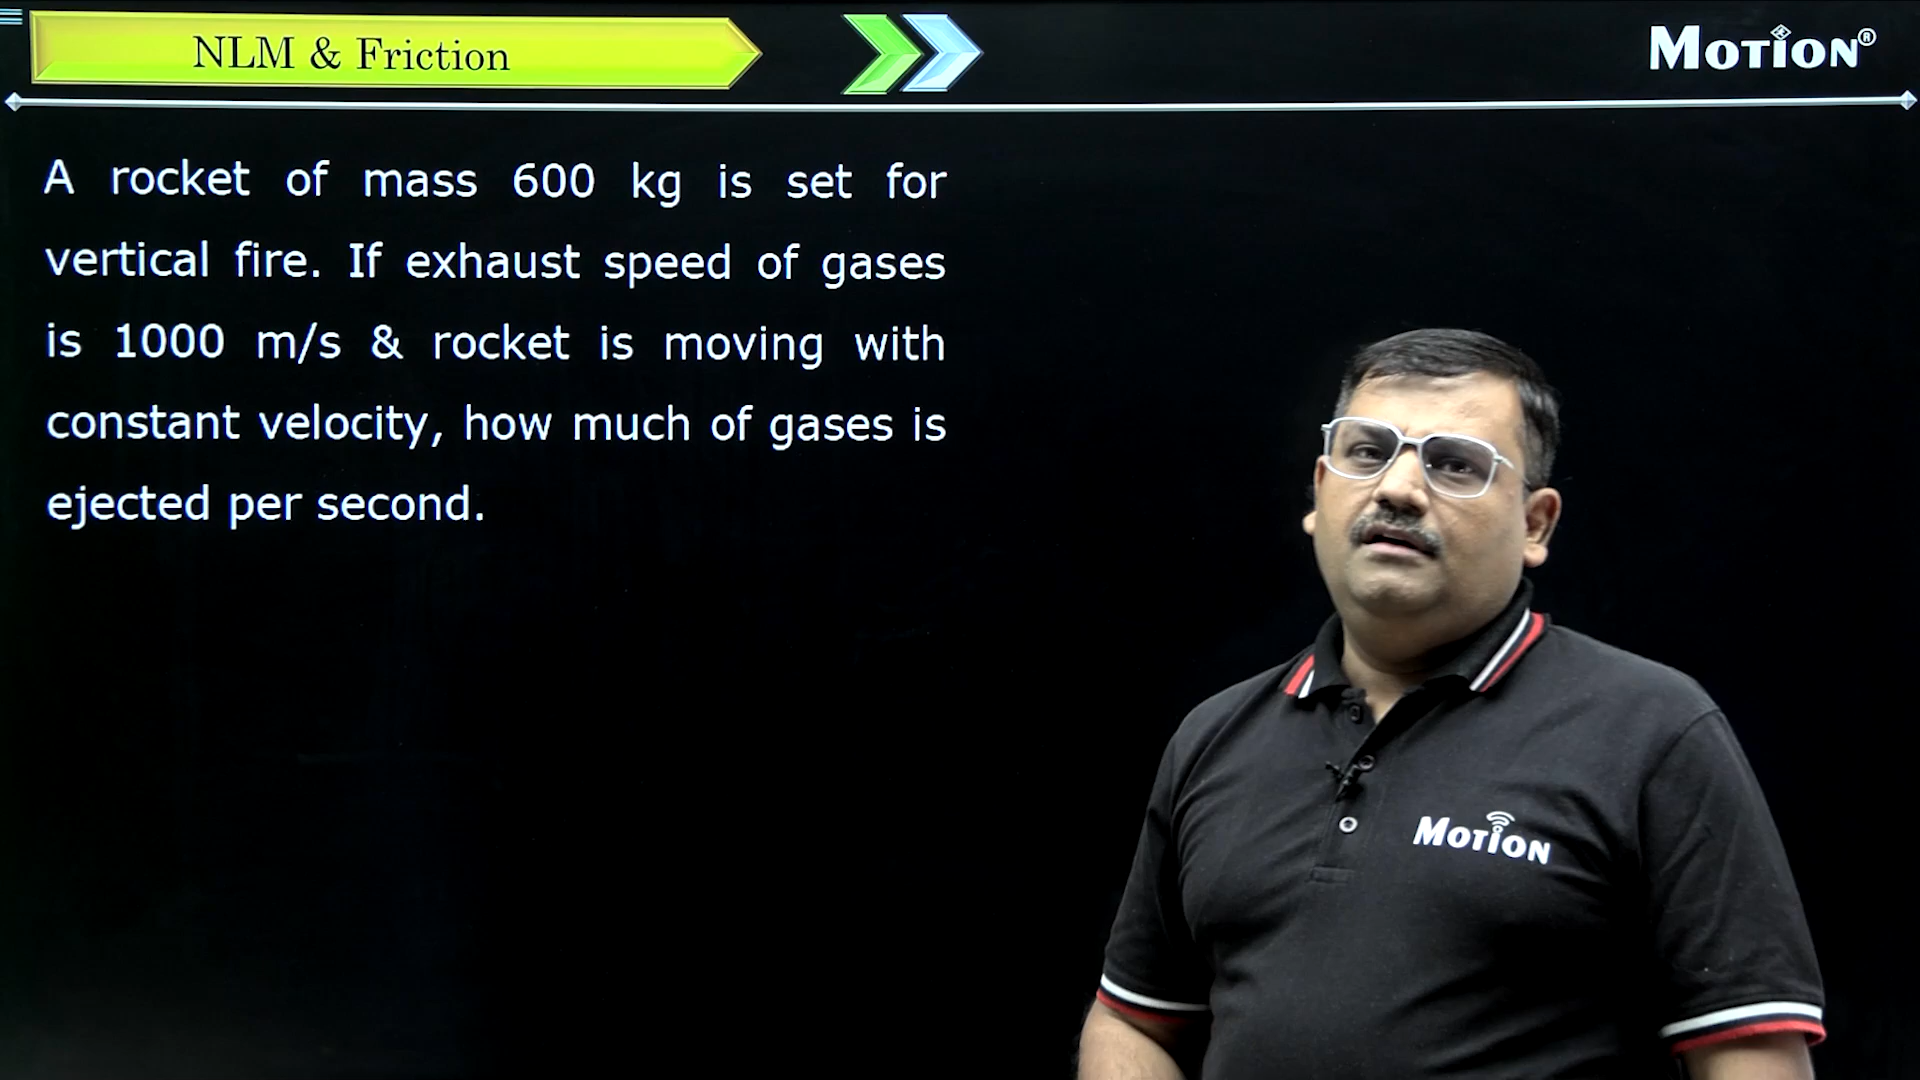 NLM & Friction
MOTION®
A rocket of mass 600 kg is set for
vertical fire. If exhaust speed of gases
is 1000 m/s & rocket is moving with
constant velocity, how much of gases is
ejected per second.
MOTION